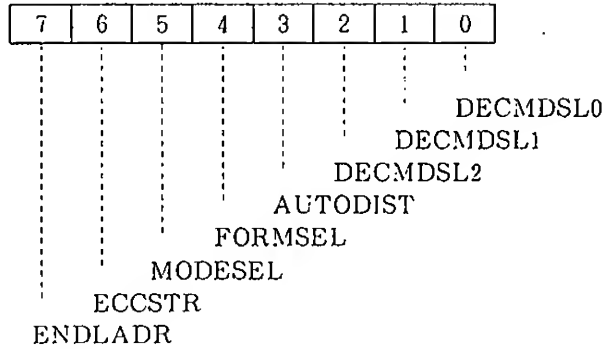 7 6 5 4 3 2 1 0
DECMDSL0
DECMDSL1
DECMDSL2
AUTODIST
FORMSEL
MODESEL
ECCSTR
ENDLADR